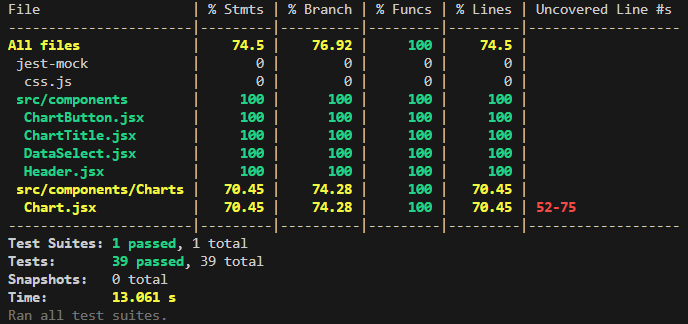 File                   | % Stmts | % Branch | % Funcs | % Lines | Uncovered Line #s
-----------------------|---------|----------|---------|---------|-------------------
All files              |    74.5 |    76.92 |     100 |    74.5 |
 jest-mock             |       0 |        0 |       0 |       0 |
  css.js               |       0 |        0 |       0 |       0 |
 src/components        |     100 |      100 |     100 |     100 |
  ChartButton.jsx      |     100 |      100 |     100 |     100 |
  ChartTitle.jsx       |     100 |      100 |     100 |     100 |
  DataSelect.jsx       |     100 |      100 |     100 |     100 |
  Header.jsx           |     100 |      100 |     100 |     100 |
 src/components/Charts |   70.45 |    74.28 |     100 |   70.45 |
  Chart.jsx            |   70.45 |    74.28 |     100 |   70.45 | 52-75
-----------------------|---------|----------|---------|---------|-------------------
Test Suites: 1 passed, 1 total
Tests:       39 passed, 39 total
Snapshots:   0 total
Time:        13.061 s
Ran all test suites.